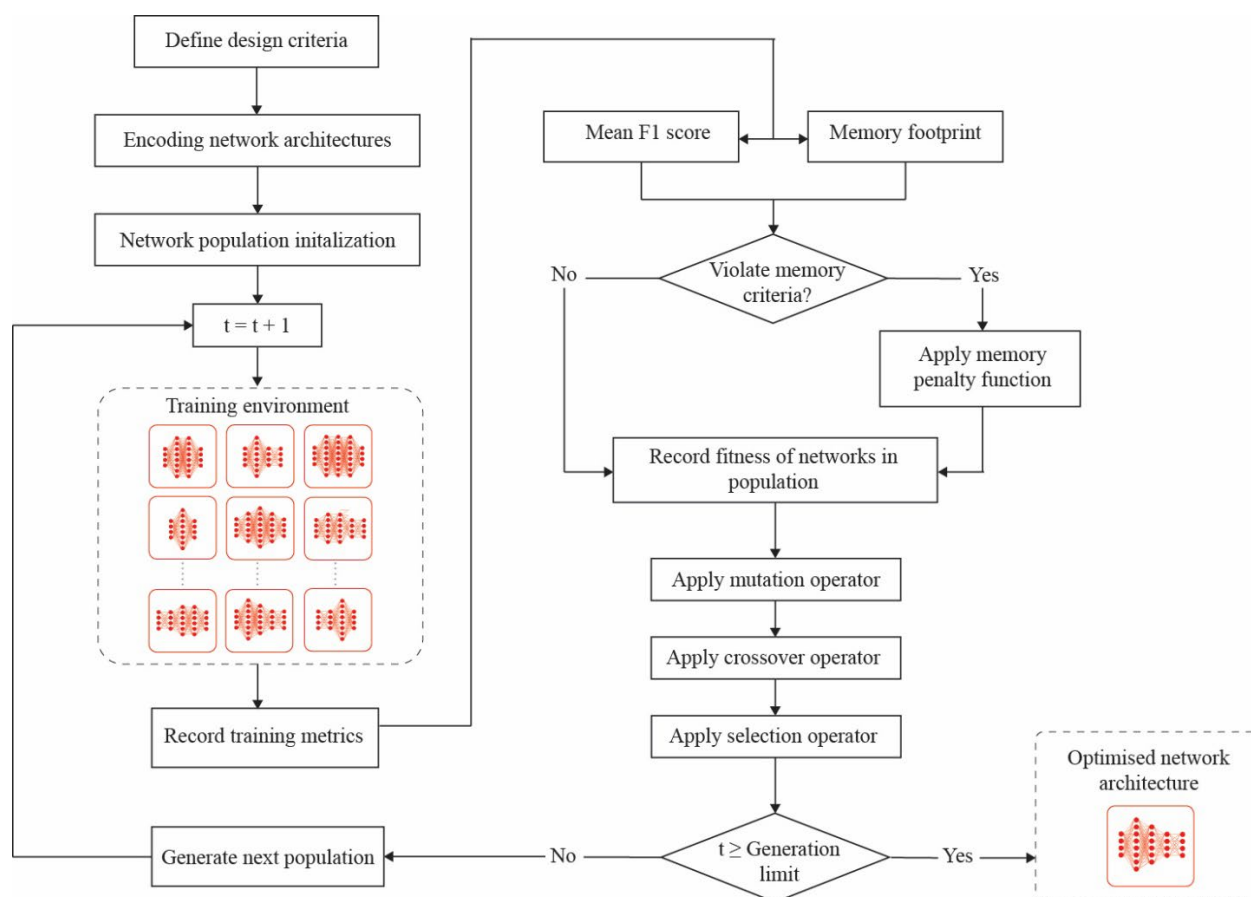 Define design criteria
Encoding network architectures
Network population initalization
t = t + 1
Training environment
Record training metrics
Mean F1 score
Memory footprint
Violate memory
criteria?
No
Yes
Apply memory
penalty function
Record fitness of networks in
population
Apply mutation operator
Apply crossover operator
Apply selection operator
t ≥ Generation
limit
No
Yes
Generate next population
Optimised network
architecture